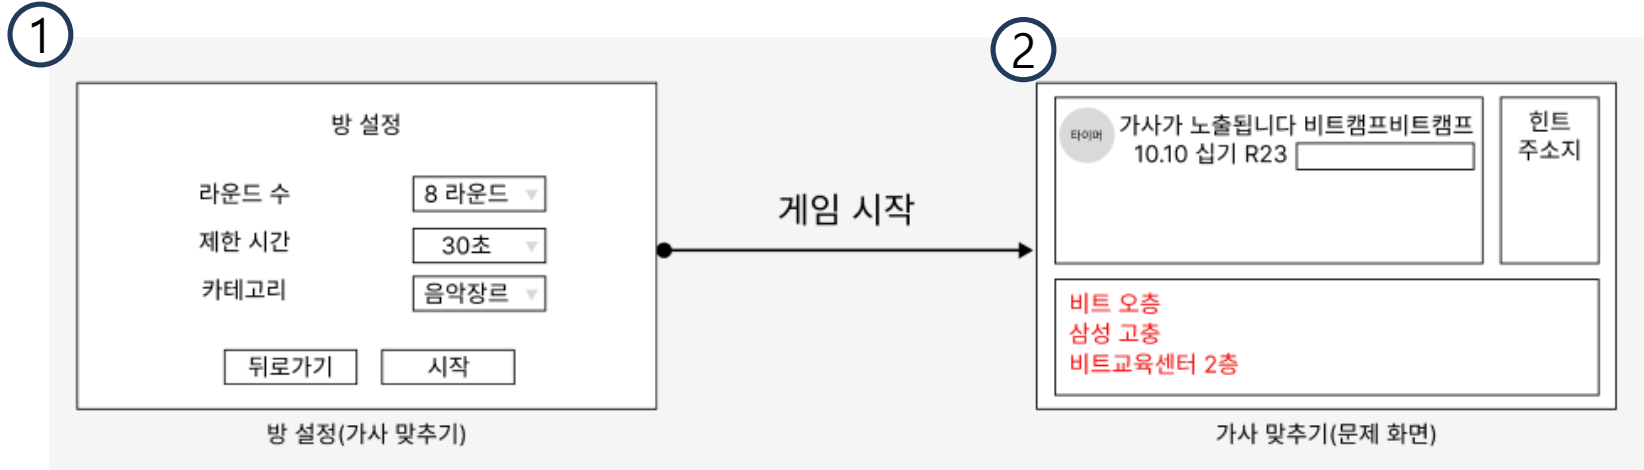 1
방 설정
라운드 수
8 라운드
제한 시간
30초
카테고리
음악장르
뒤로가기
시작
방 설정(가사 맞추기)
게임 시작
2
타이머
가사가 노출됩니다 비트캠프비트캠프
10.10 십기 R23
힌트
주소지
비트 오층
삼성 고충
비트교육센터 2층
가사 맞추기(문제 화면)